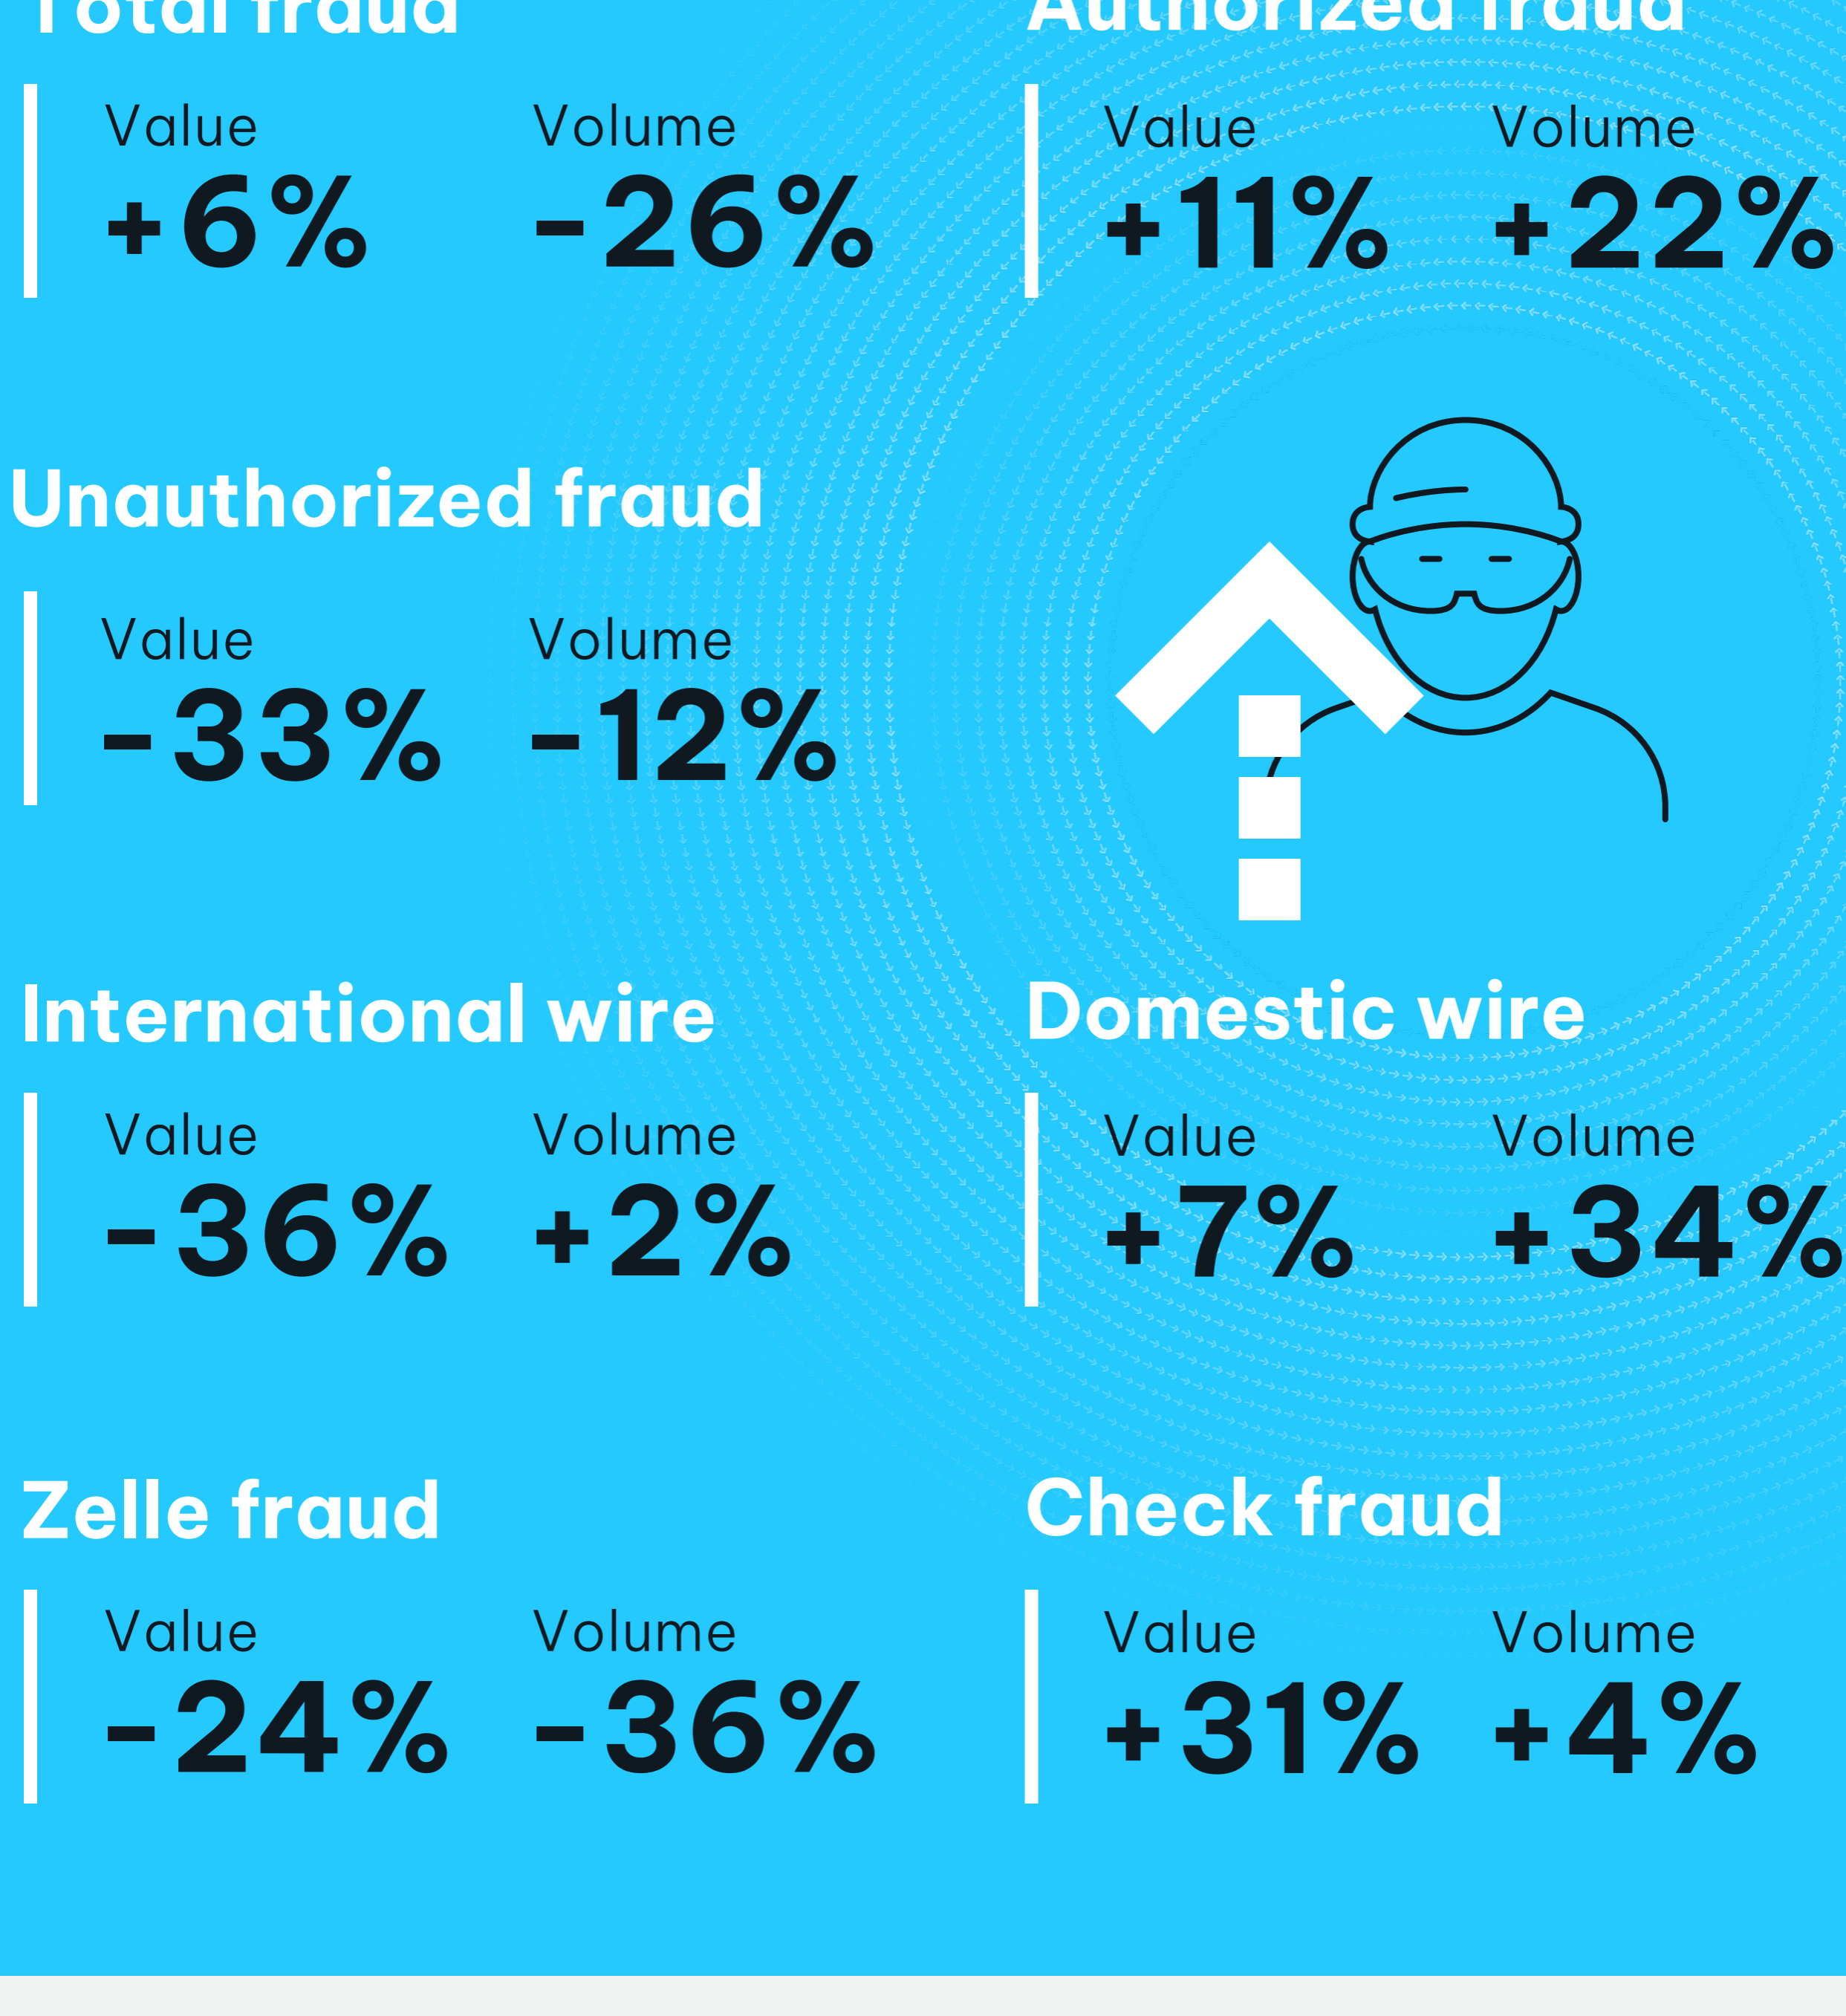 Total fraud
Value Volume
+6% -26%
Authorized fraud
Value Volume
+11% +22%
Unauthorized fraud
Value Volume
-33% -12%
International wire
Value Volume
-36% +2%
Domestic wire
Value Volume
+7% +34%
Zelle fraud
Value Volume
-24% -36%
Check fraud
Value Volume
+31% +4%